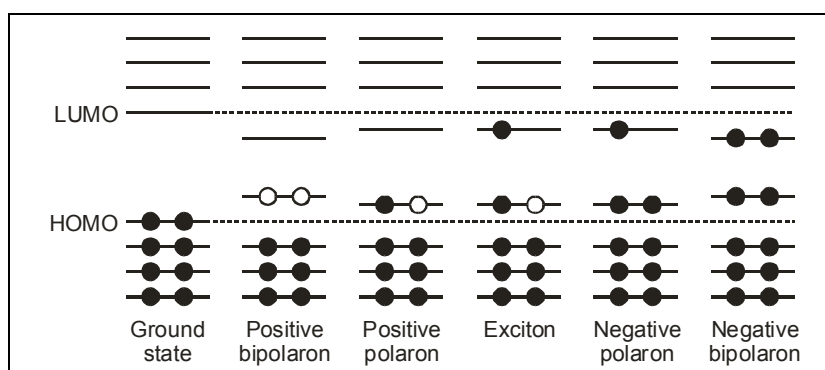 LUMO
HOMO
Ground state
Positive bipolaron
Positive polaron
Exciton
Negative polaron
Negative bipolaron